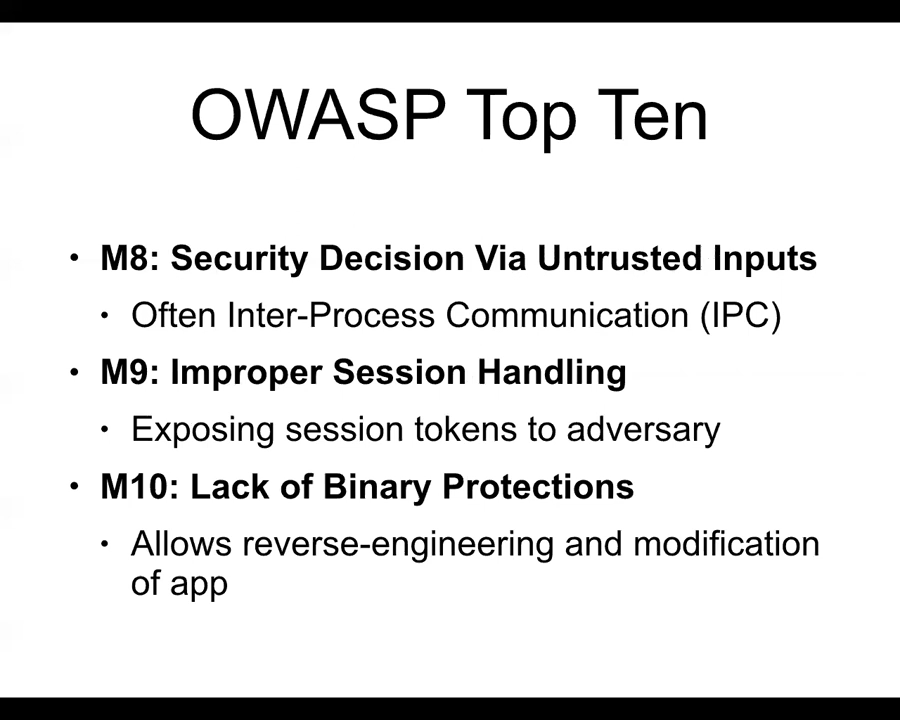 OWASP Top Ten
• M8: Security Decision Via Untrusted Inputs
• Often Inter-Process Communication (IPC)
• M9: Improper Session Handling
• Exposing session tokens to adversary
• M10: Lack of Binary Protections
• Allows reverse-engineering and modification
of app